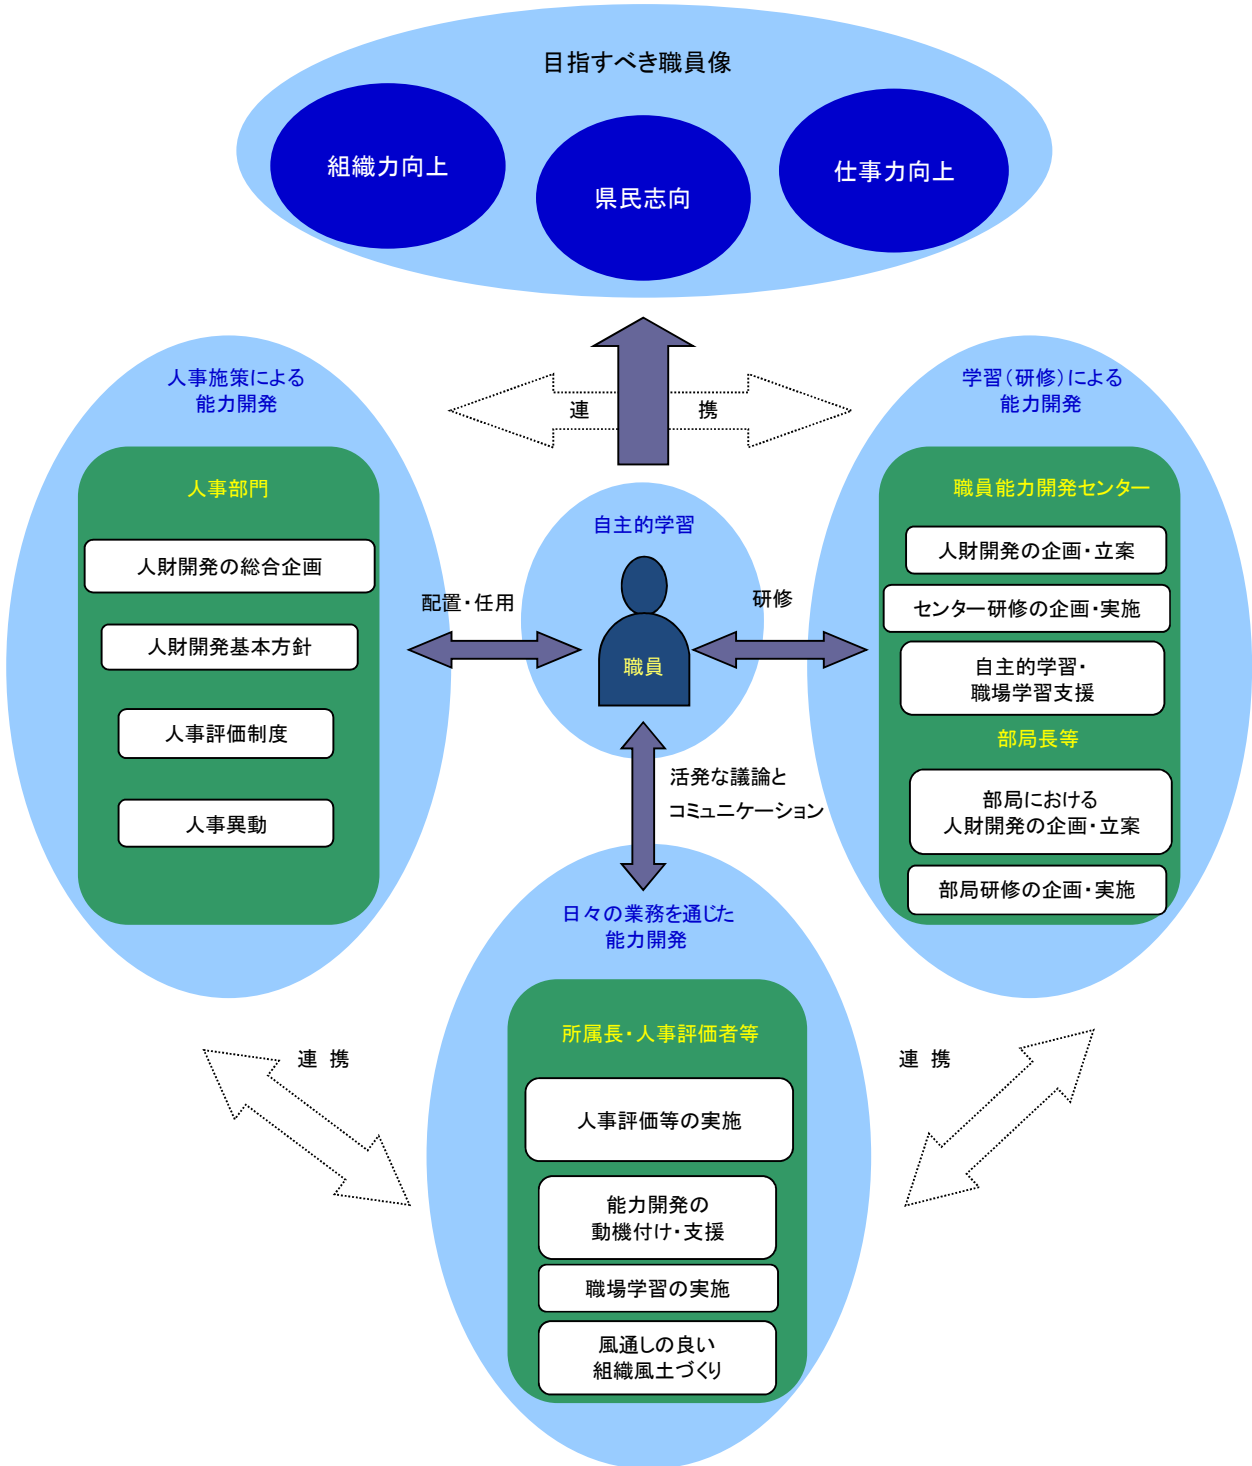 目指すべき職員像
組織力向上
県民志向
仕事力向上
連　携
人事施策による
能力開発
人事部門
人財開発の総合企画
人財開発基本方針
人事評価制度
人事異動
配置・任用
自主的学習
職員
研修
活発な議論と
コミュニケーション
学習（研修）による
能力開発
職員能力開発センター
人財開発の企画・立案
センター研修の企画・実施
自主的学習・
職場学習支援
部局長等
部局における
人財開発の企画・立案
部局研修の企画・実施
連　携
連　携
日々の業務を通じた
能力開発
所属長・人事評価者等
人事評価等の実施
能力開発の
動機付け・支援
職場学習の実施
風通しの良い
組織風土づくり